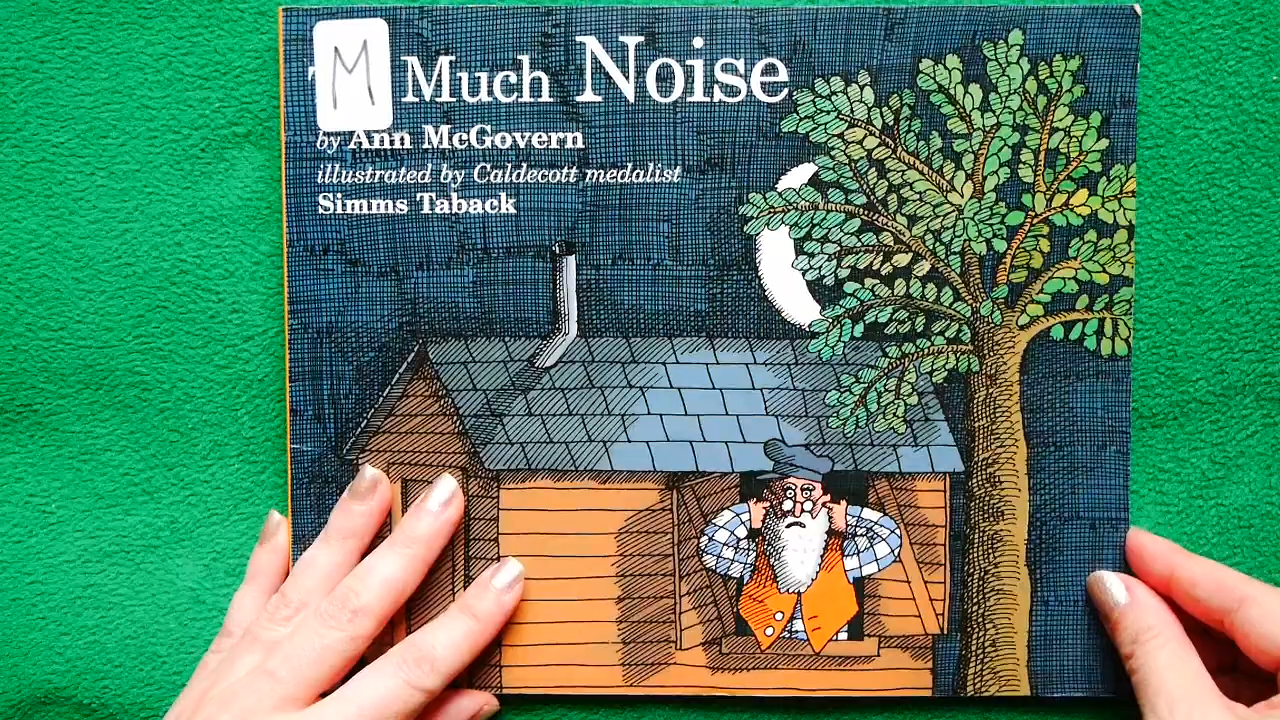 M Much Noise
by Ann McGovern
illustrated by Caldecott medalist
Simms Taback